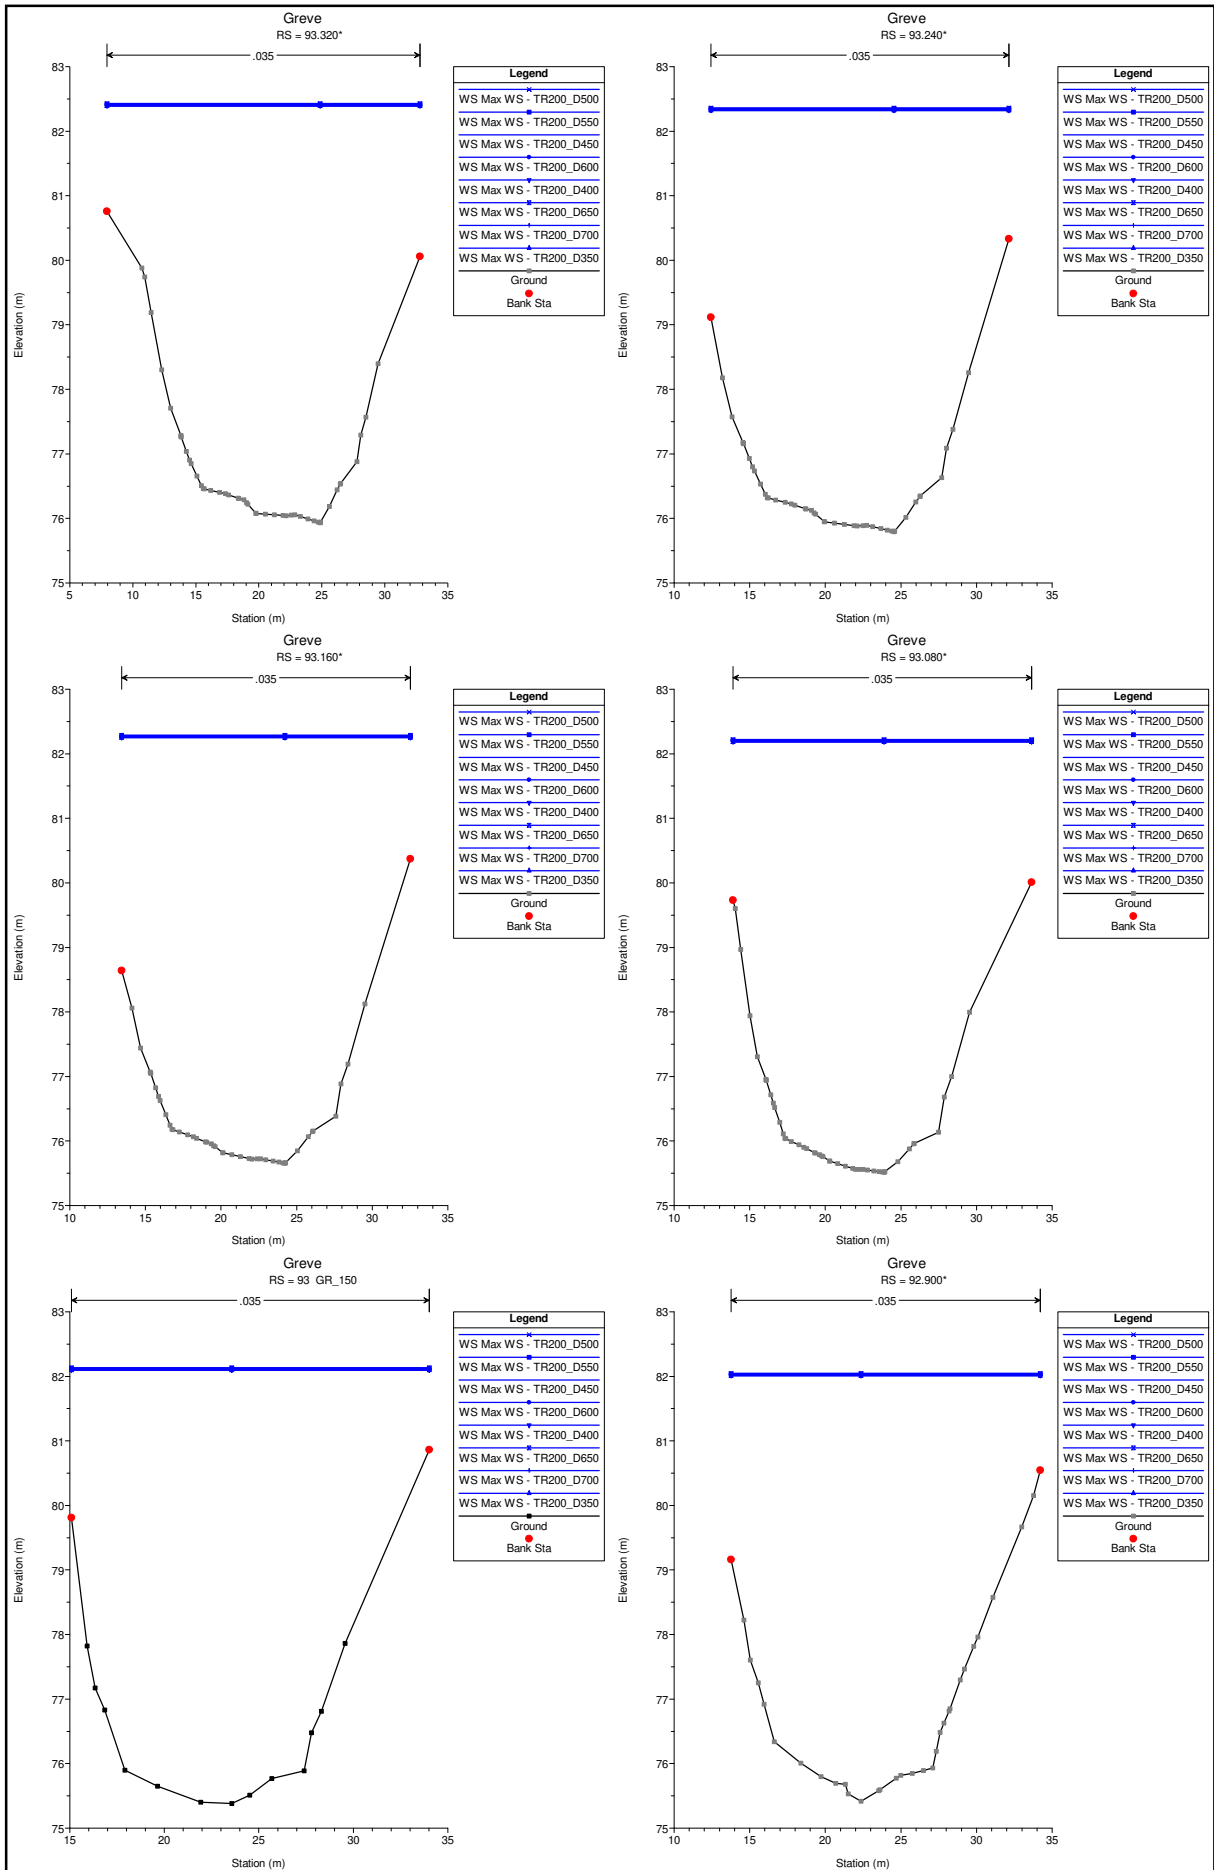 Greve
RS = 93.320*
.035
83
82
81
80
79
78
77
76
75
5 10 15 20 25 30 35
Elevation (m)
Station (m)
Legend
WS Max WS - TR200_D500
WS Max WS - TR200_D550
WS Max WS - TR200_D450
WS Max WS - TR200_D600
WS Max WS - TR200_D400
WS Max WS - TR200_D650
WS Max WS - TR200_D700
WS Max WS - TR200_D350
Ground
Bank Sta
Greve
RS = 93.240*
.035
83
82
81
80
79
78
77
76
75
10 15 20 25 30 35
Elevation (m)
Station (m)
Legend
WS Max WS - TR200_D500
WS Max WS - TR200_D550
WS Max WS - TR200_D450
WS Max WS - TR200_D600
WS Max WS - TR200_D400
WS Max WS - TR200_D650
WS Max WS - TR200_D700
WS Max WS - TR200_D350
Ground
Bank Sta
Greve
RS = 93.160*
.035
83
82
81
80
79
78
77
76
75
10 15 20 25 30 35
Elevation (m)
Station (m)
Legend
WS Max WS - TR200_D500
WS Max WS - TR200_D550
WS Max WS - TR200_D450
WS Max WS - TR200_D600
WS Max WS - TR200_D400
WS Max WS - TR200_D650
WS Max WS - TR200_D700
WS Max WS - TR200_D350
Ground
Bank Sta
Greve
RS = 93.080*
.035
83
82
81
80
79
78
77
76
75
10 15 20 25 30 35
Elevation (m)
Station (m)
Legend
WS Max WS - TR200_D500
WS Max WS - TR200_D550
WS Max WS - TR200_D450
WS Max WS - TR200_D600
WS Max WS - TR200_D400
WS Max WS - TR200_D650
WS Max WS - TR200_D700
WS Max WS - TR200_D350
Ground
Bank Sta
Greve
RS = 93 GR_150
.035
83
82
81
80
79
78
77
76
75
15 20 25 30 35
Elevation (m)
Station (m)
Legend
WS Max WS - TR200_D500
WS Max WS - TR200_D550
WS Max WS - TR200_D450
WS Max WS - TR200_D600
WS Max WS - TR200_D400
WS Max WS - TR200_D650
WS Max WS - TR200_D700
WS Max WS - TR200_D350
Ground
Bank Sta
Greve
RS = 92.900*
.035
83
82
81
80
79
78
77
76
75
10 15 20 25 30 35
Elevation (m)
Station (m)
Legend
WS Max WS - TR200_D500
WS Max WS - TR200_D550
WS Max WS - TR200_D450
WS Max WS - TR200_D600
WS Max WS - TR200_D400
WS Max WS - TR200_D650
WS Max WS - TR200_D700
WS Max WS - TR200_D350
Ground
Bank Sta